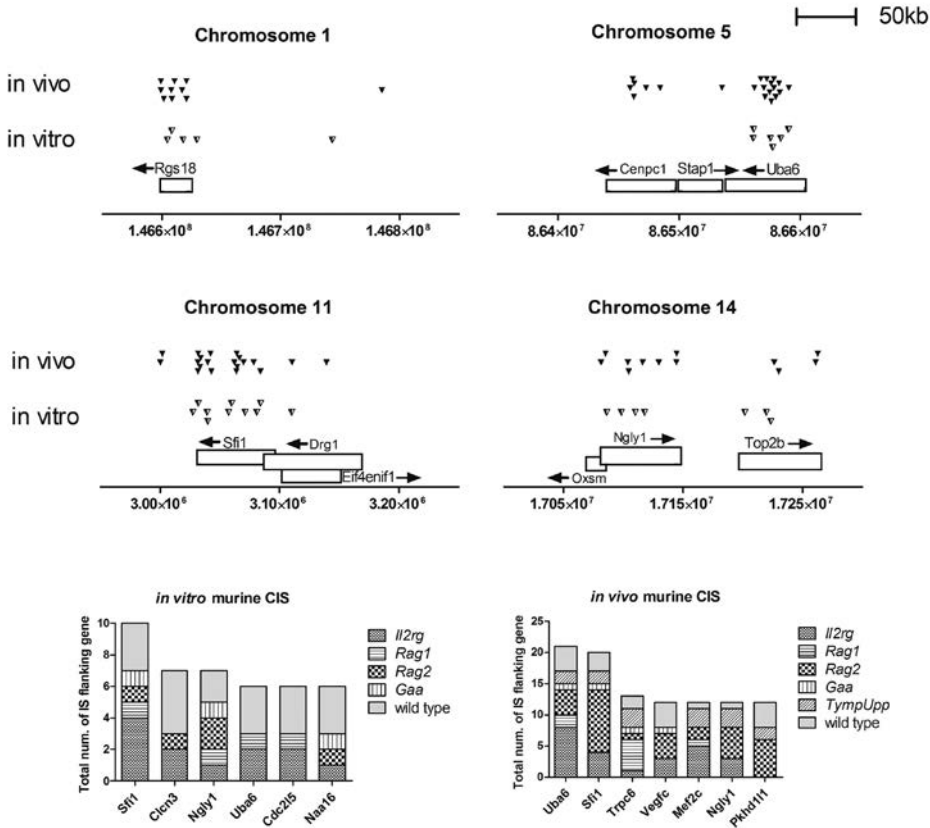 50kb
Chromosome 1
Chromosome 5
in vivo
in vitro
Rgs18
Cenpc1
Stap1
Uba6
1.466×10⁸
1.467×10⁸
1.468×10⁸
8.64×10⁷
8.65×10⁷
8.66×10⁷
Chromosome 11
Chromosome 14
in vivo
in vitro
Sfi1
Drg1
Eif4enif1
Ngly1
Top2b
Oxsm
3.00×10⁶
3.10×10⁶
3.20×10⁶
1.705×10⁷
1.715×10⁷
1.725×10⁷
in vitro murine CIS
Total num. of IS flanking gene
10
8
6
4
2
0
Sfi1
Clcn3
Ngly1
Uba6
Cdc2l5
Naa16
Il2rg
Rag1
Rag2
Gaa
wild type
in vivo murine CIS
Total num. of IS flanking gene
25
20
15
10
5
0
Uba6
Sfi1
Trpc6
Vegfc
Mef2c
Ngly1
Pkhd1l1
Il2rg
Rag1
Rag2
Gaa
TympUpp
wild type